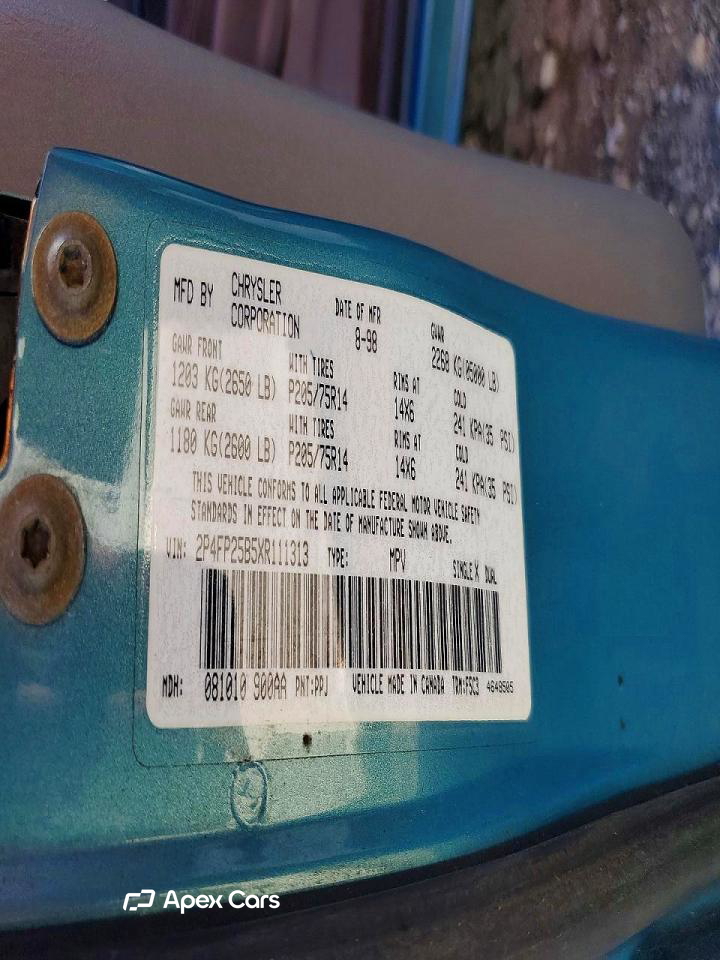 MFD BY CHRYSLER CORPORATION DATE OF MFR 8-98 GVWR 2268 KG(05000 LB)
GAWR FRONT WITH TIRES RIMS AT COLD
1203 KG(2650 LB) P205/75R14 14X6 241 KPA(35 PSI)
GAWR REAR WITH TIRES RIMS AT COLD
1180 KG(2600 LB) P205/75R14 14X6 241 KPA(35 PSI)
THIS VEHICLE CONFORMS TO ALL APPLICABLE FEDERAL MOTOR VEHICLE SAFETY
STANDARDS IN EFFECT ON THE DATE OF MANUFACTURE SHOWN ABOVE.
VIN: 2P4FP25B5XR111313 TYPE: MPV SINGLE X DUAL
MDH: 081010 900AA PNT:PPJ VEHICLE MADE IN CANADA TRM:F5C3 4648505
Apex Cars